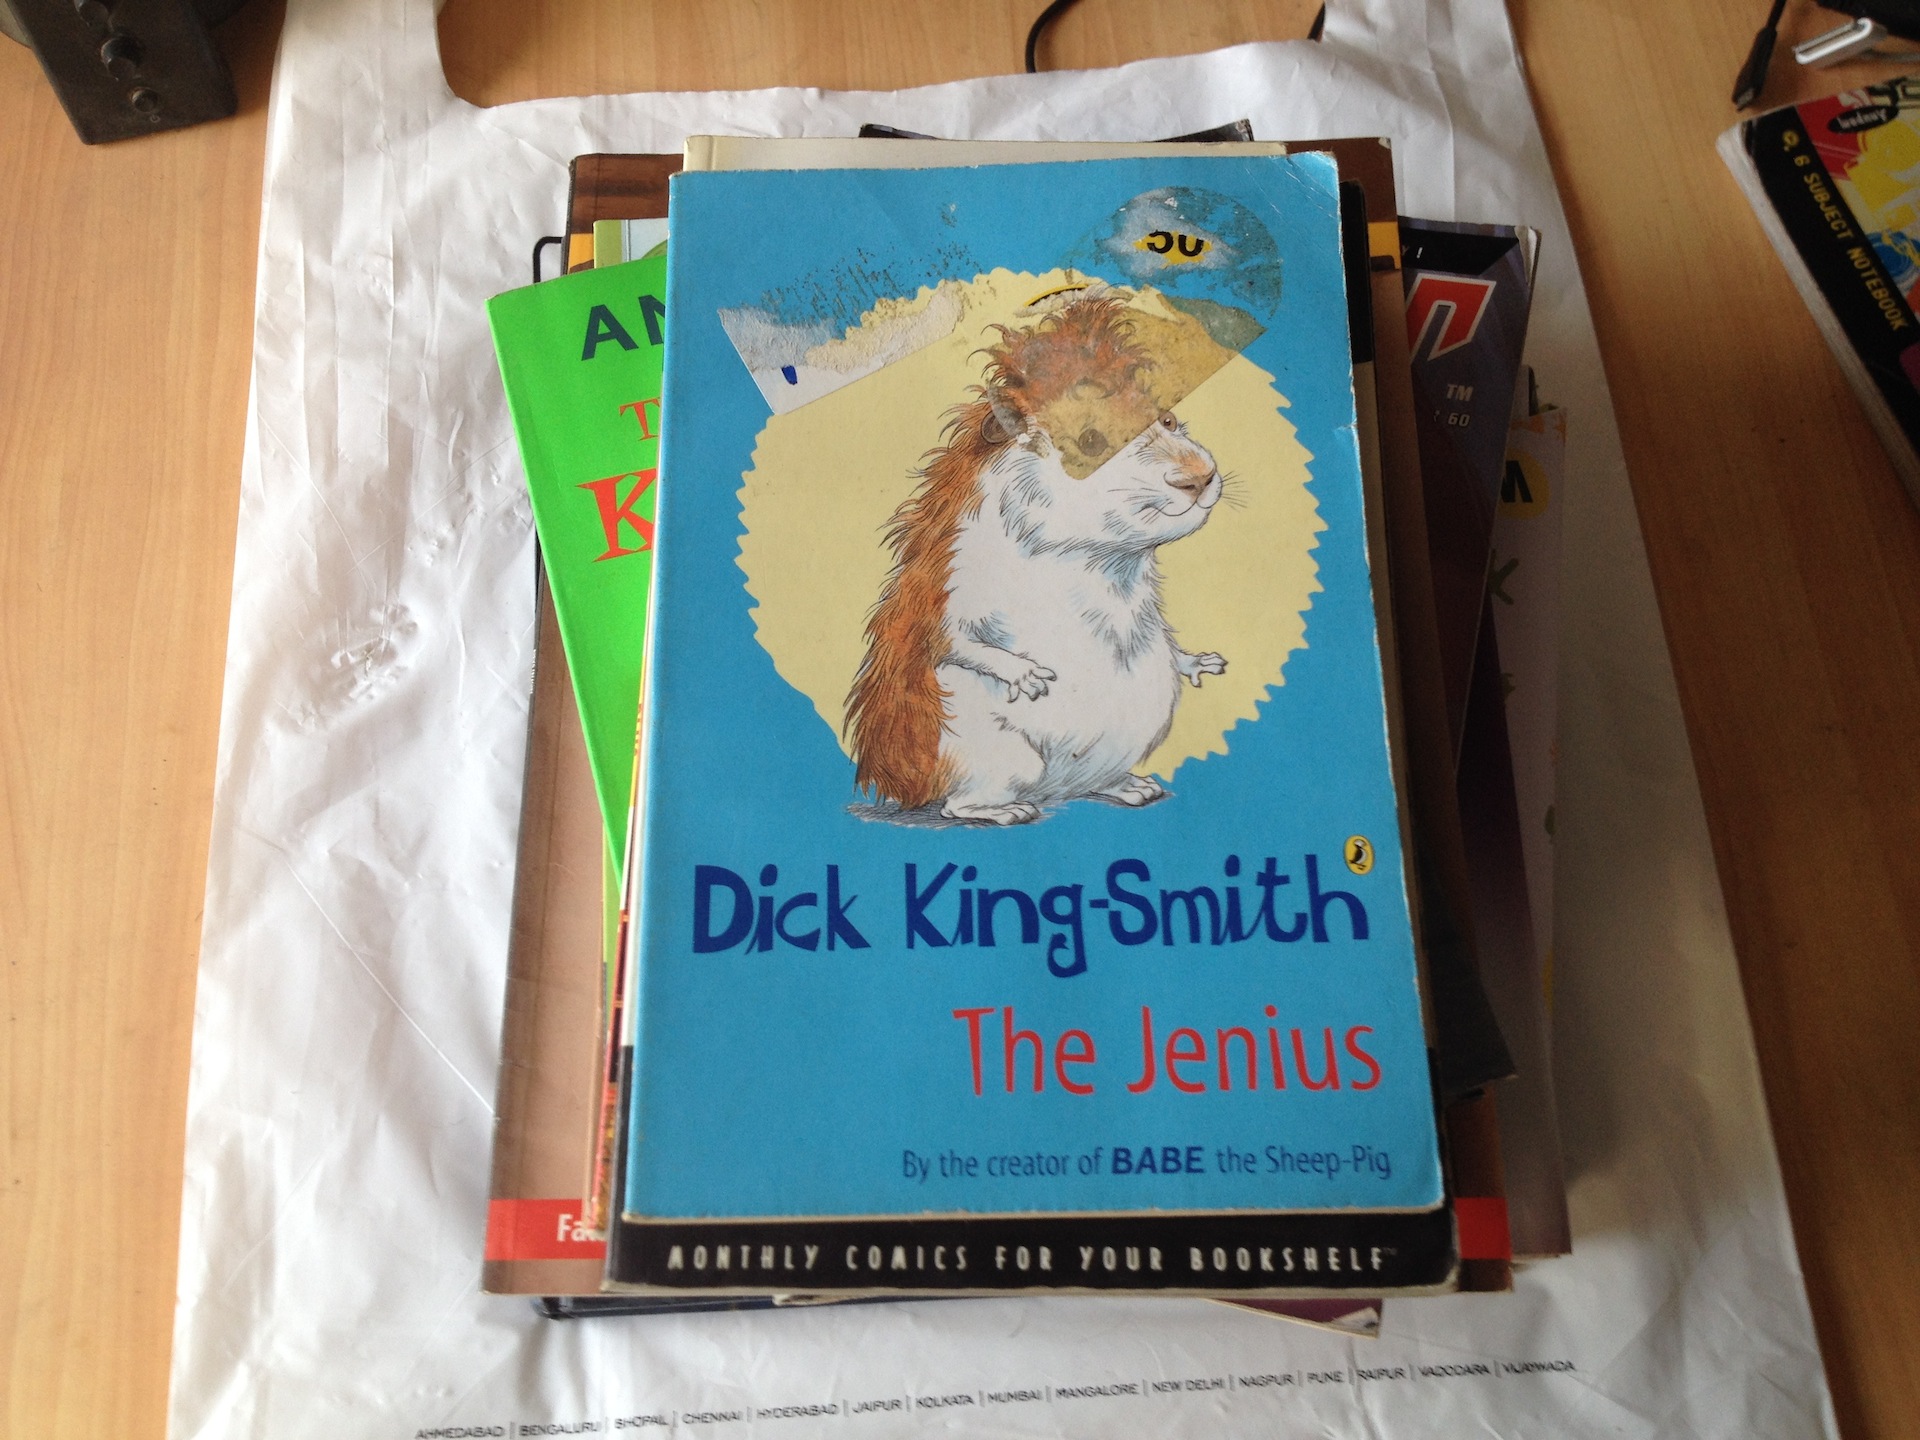 50
AN
T
K
Y !
TM
60
M
6 SUBJECT NOTEBOOK
Dick King-Smith
The Jenius
By the creator of BABE the Sheep-Pig
MONTHLY COMICS FOR YOUR BOOKSHELF™
AHMEDABAD | BENGALURU | BHOPAL | CHENNAI | HYDERABAD | JAIPUR | KOLKATA | MUMBAI | MANGALORE | NEW DELHI | NAGPUR | PUNE | RAIPUR | VADODARA | VIJAYWADA